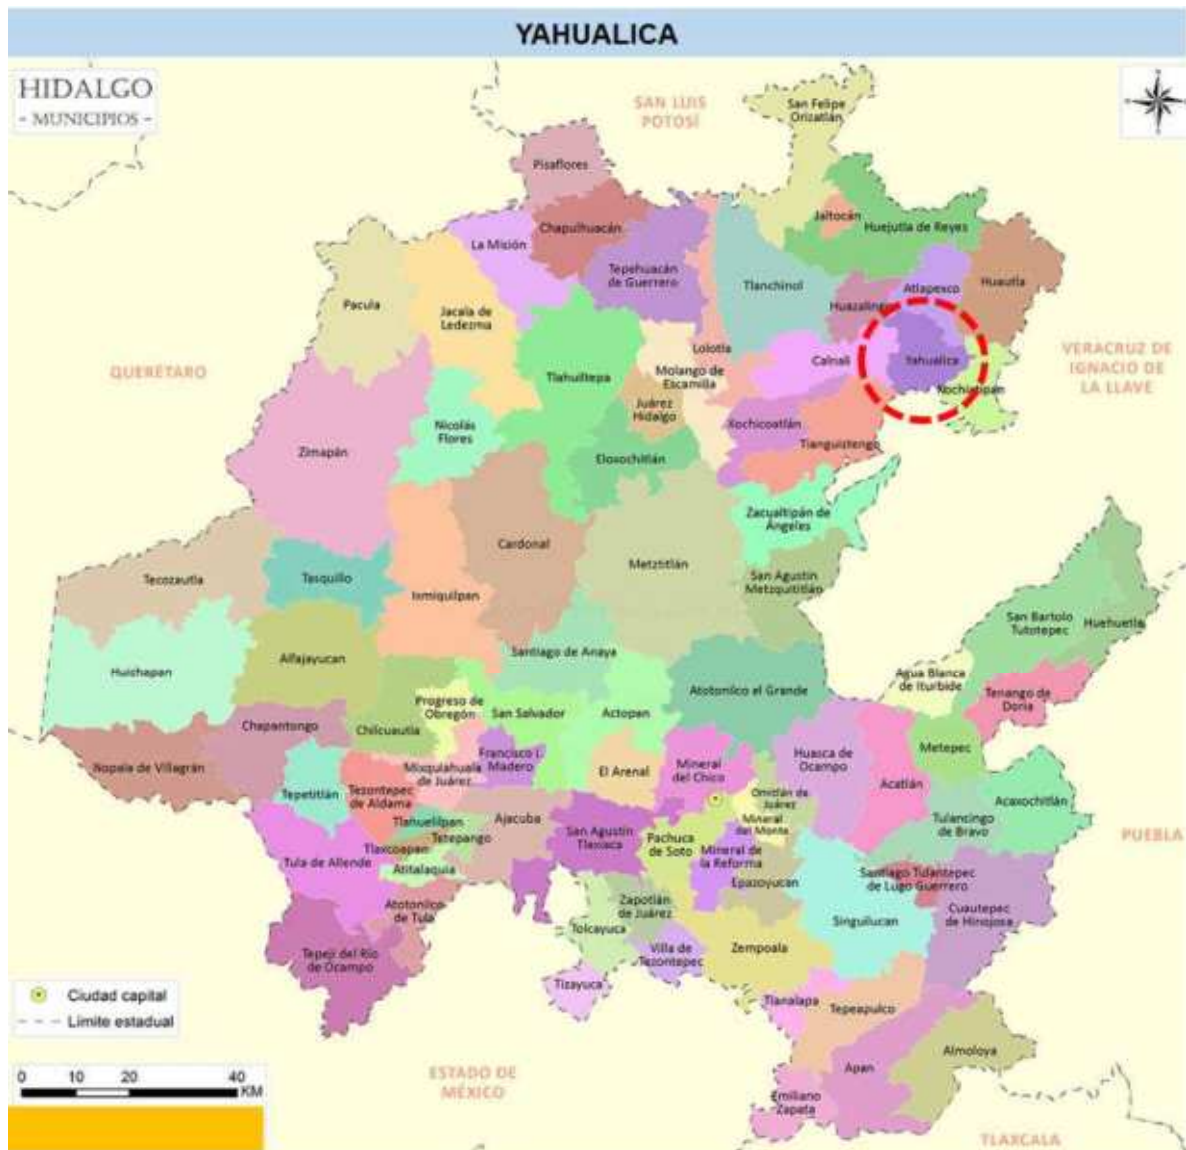 YAHUALICA
HIDALGO
- MUNICIPIOS -
SAN LUIS
POTOSÍ
San Felipe
Orizatlán
Pisaflores
Jaltocán
Huejutla de Reyes
Chapulhuacán
La Misión
Tepehuacán
de Guerrero
Tlanchinol
Atlapexco
Huautla
Pacula
Jacala de
Ledezma
Huazalingo
QUERÉTARO
Lolotla
Calnali
Yahualica
VERACRUZ DE
IGNACIO DE
LA LLAVE
Tlahuiltepa
Molango de
Escamilla
Xochiatipan
Juárez
Hidalgo
Nicolás
Flores
Xochicoatlán
Tianguistengo
Zimapán
Eloxochitlán
Zacualtipán de
Ángeles
Cardonal
Metztitlán
Tecozautla
Tasquillo
Ixmiquilpan
San Agustín
Metzquititlán
San Bartolo
Tutotepec
Huehuetla
Huichapan
Alfajayucan
Santiago de Anaya
Atotonilco el Grande
Agua Blanca
de Iturbide
Tenango de
Doria
Chapantongo
Chilcuautla
Progreso de
Obregón
San Salvador
Actopan
Metepec
Nopala de Villagrán
Mixquiahuala
de Juárez
Francisco I.
Madero
El Arenal
Mineral
del Chico
Huasca de
Ocampo
Acatlán
Acaxochitlán
Tepetitlán
Tezontepec
de Aldama
Omitlán de
Juárez
Tlahuelilpan
Ajacuba
San Agustín
Tlaxiaca
Pachuca
de Soto
Mineral
del Monte
Tulancingo
de Bravo
PUEBLA
Tetepango
Tlaxcoapan
Tula de Allende
Atitalaquia
Mineral de
la Reforma
Epazoyucan
Santiago Tulantepec
de Lugo Guerrero
Atotonilco
de Tula
Zapotlán
de Juárez
Tolcayuca
Singuilucan
Cuautepec
de Hinojosa
Tepeji del Río
de Ocampo
Villa de
Tezontepec
Zempoala
Tizayuca
Tlanalapa
Tepeapulco
Ciudad capital
Límite estadual
Almoloya
Apan
ESTADO DE
MÉXICO
Emiliano
Zapata
0 10 20 40
KM
TLAXCALA